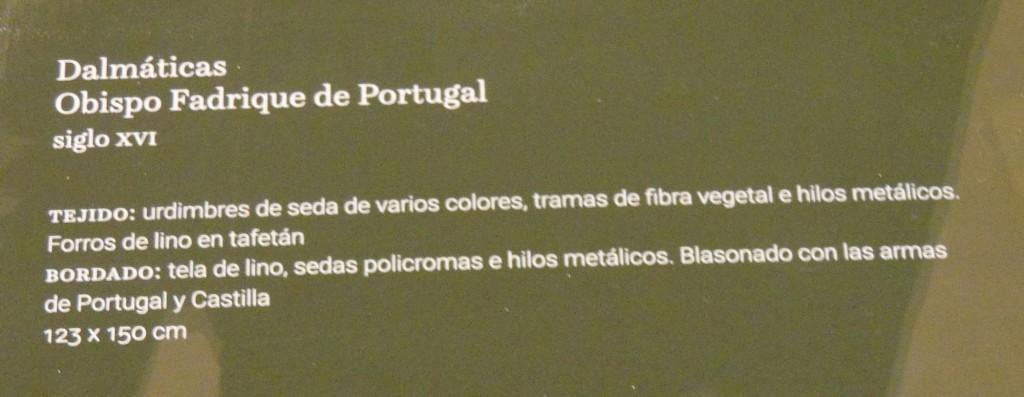 Dalmáticas
Obispo Fadrique de Portugal
siglo XVI
TEJIDO: urdimbres de seda de varios colores, tramas de fibra vegetal e hilos metálicos.
Forros de lino en tafetán
BORDADO: tela de lino, sedas policromas e hilos metálicos. Blasonado con las armas
de Portugal y Castilla
123 x 150 cm